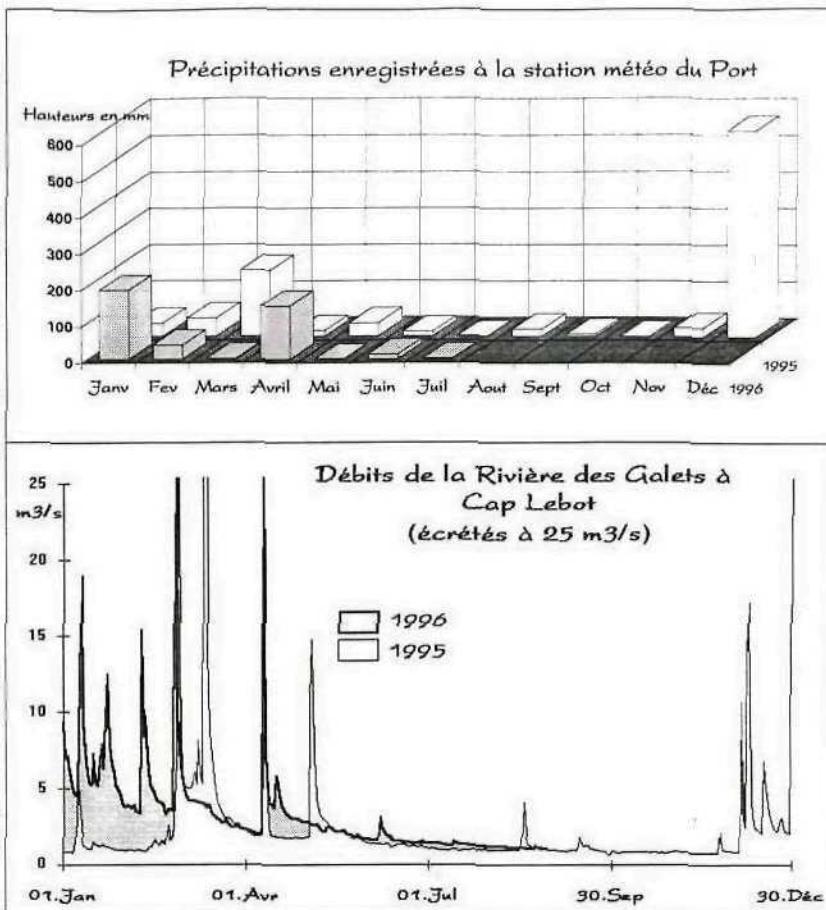 Précipitations enregistrées à la station météo du Port
Hauteurs en mm
600
500
400
300
200
100
0
Janv Fev Mars Avril Mai Juin Juil Aout Sept Oct Nov Déc 1996
1995
Débits de la Rivière des Galets à
Cap Lebot
(écrétés à 25 m3/s)
25
m3/s
20
15
10
5
0
1996
1995
01.Jan 01.Avr 01.Jul 30.Sep 30.Déc